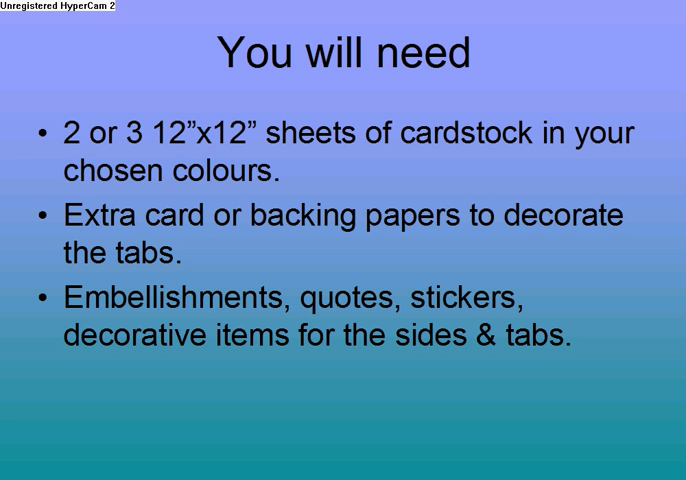 Unregistered HyperCam 2
You will need
• 2 or 3 12”x12” sheets of cardstock in your
chosen colours.
• Extra card or backing papers to decorate
the tabs.
• Embellishments, quotes, stickers,
decorative items for the sides & tabs.